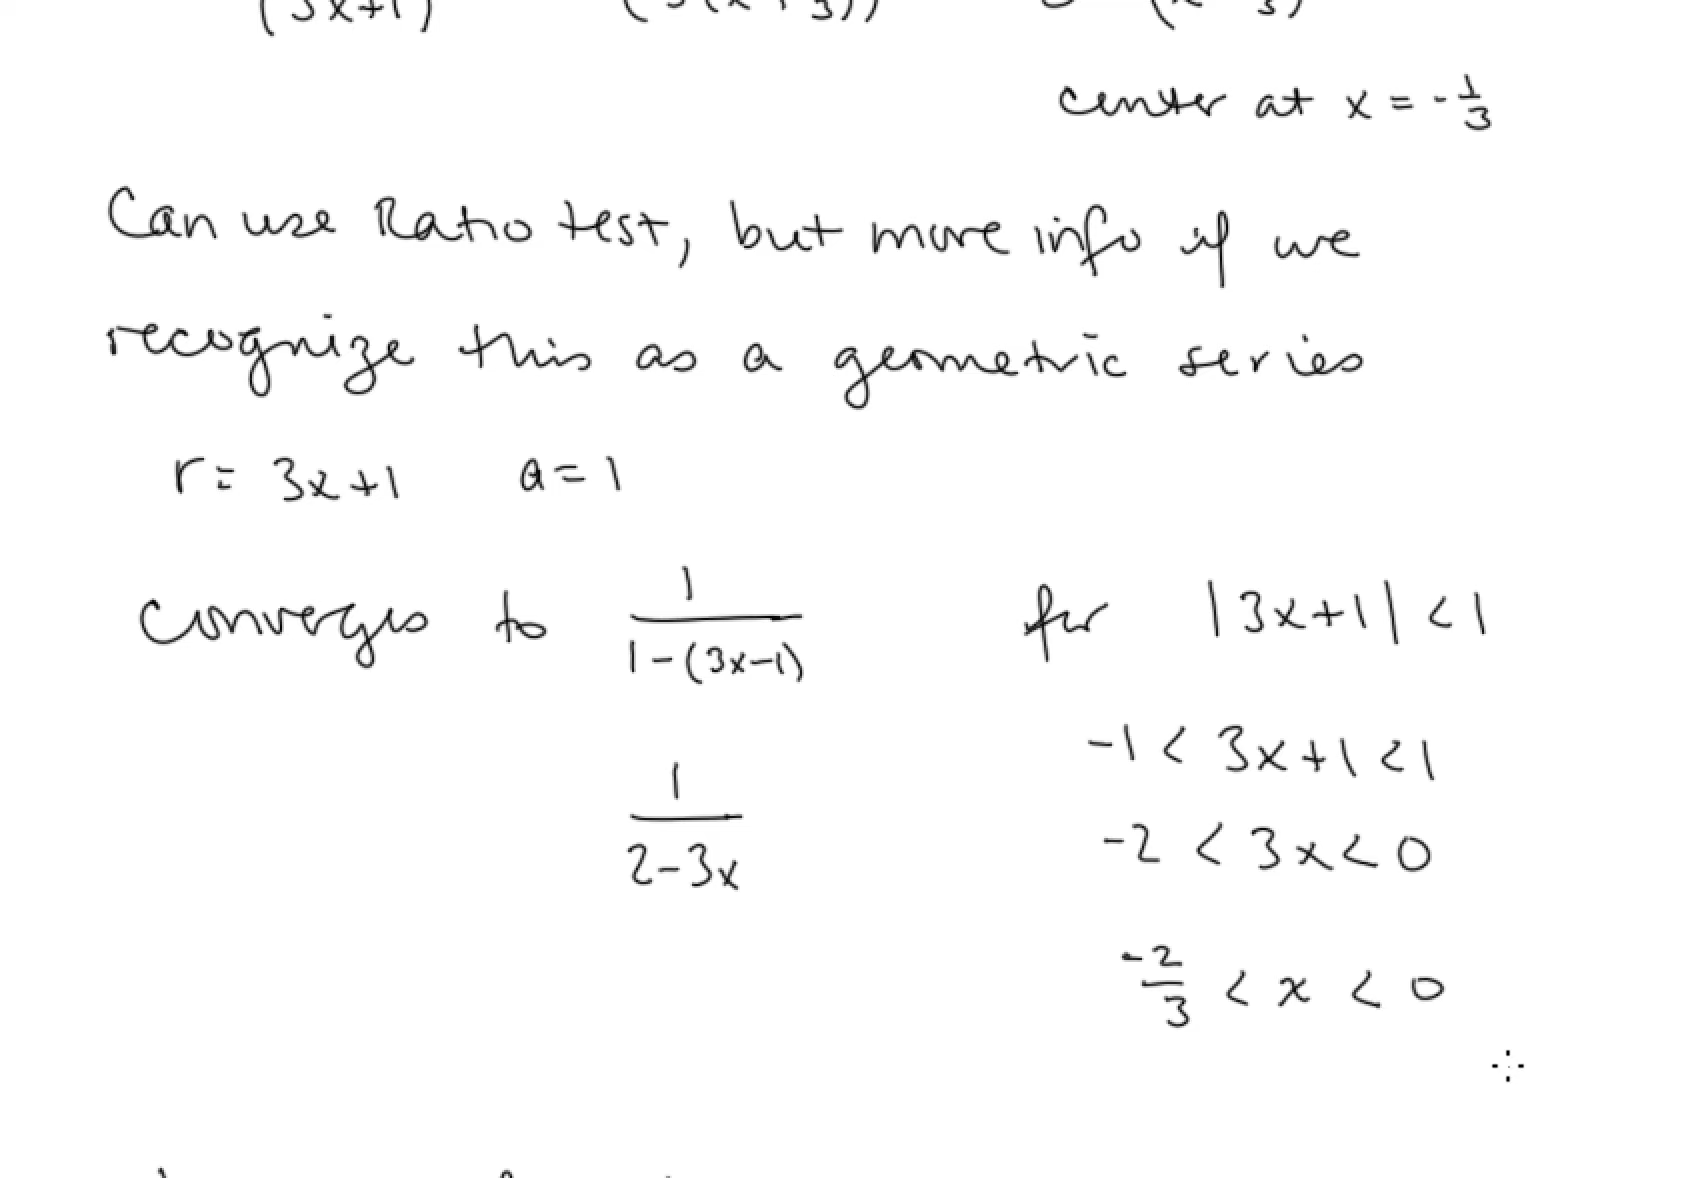 (3x+1)
center at x = -1/3
Can use Ratio test, but more info if we
recognize this as a geometric series
r = 3x+1 a = 1
converges to 1/(1-(3x-1)) for |3x+1| < 1
-1 < 3x+1 < 1
1/(2-3x) -2 < 3x < 0
-2/3 < x < 0